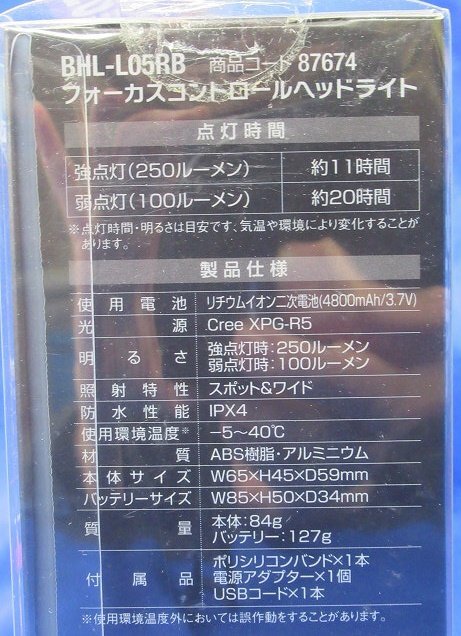 BHL-L05RB 商品コード 87674
フォーカスコントロールヘッドライト
点灯時間
強点灯(250ルーメン) 約11時間
弱点灯(100ルーメン) 約20時間
※点灯時間・明るさは目安です、気温や環境により変化することが
あります。
製品仕様
使用電池 リチウムイオン二次電池(4800mAh/3.7V)
光源 Cree XPG-R5
明るさ 強点灯時:250ルーメン
弱点灯時:100ルーメン
照射特性 スポット&ワイド
防水性能 IPX4
使用環境温度※ -5~40℃
材質 ABS樹脂・アルミニウム
本体サイズ W65×H45×D59mm
バッテリーサイズ W85×H50×D34mm
質量 本体:84g
バッテリー:127g
付属品 ポリシリコンバンド×1本
電源アダプター×1個
USBコード×1本
※使用環境温度外においては誤作動をすることがあります。